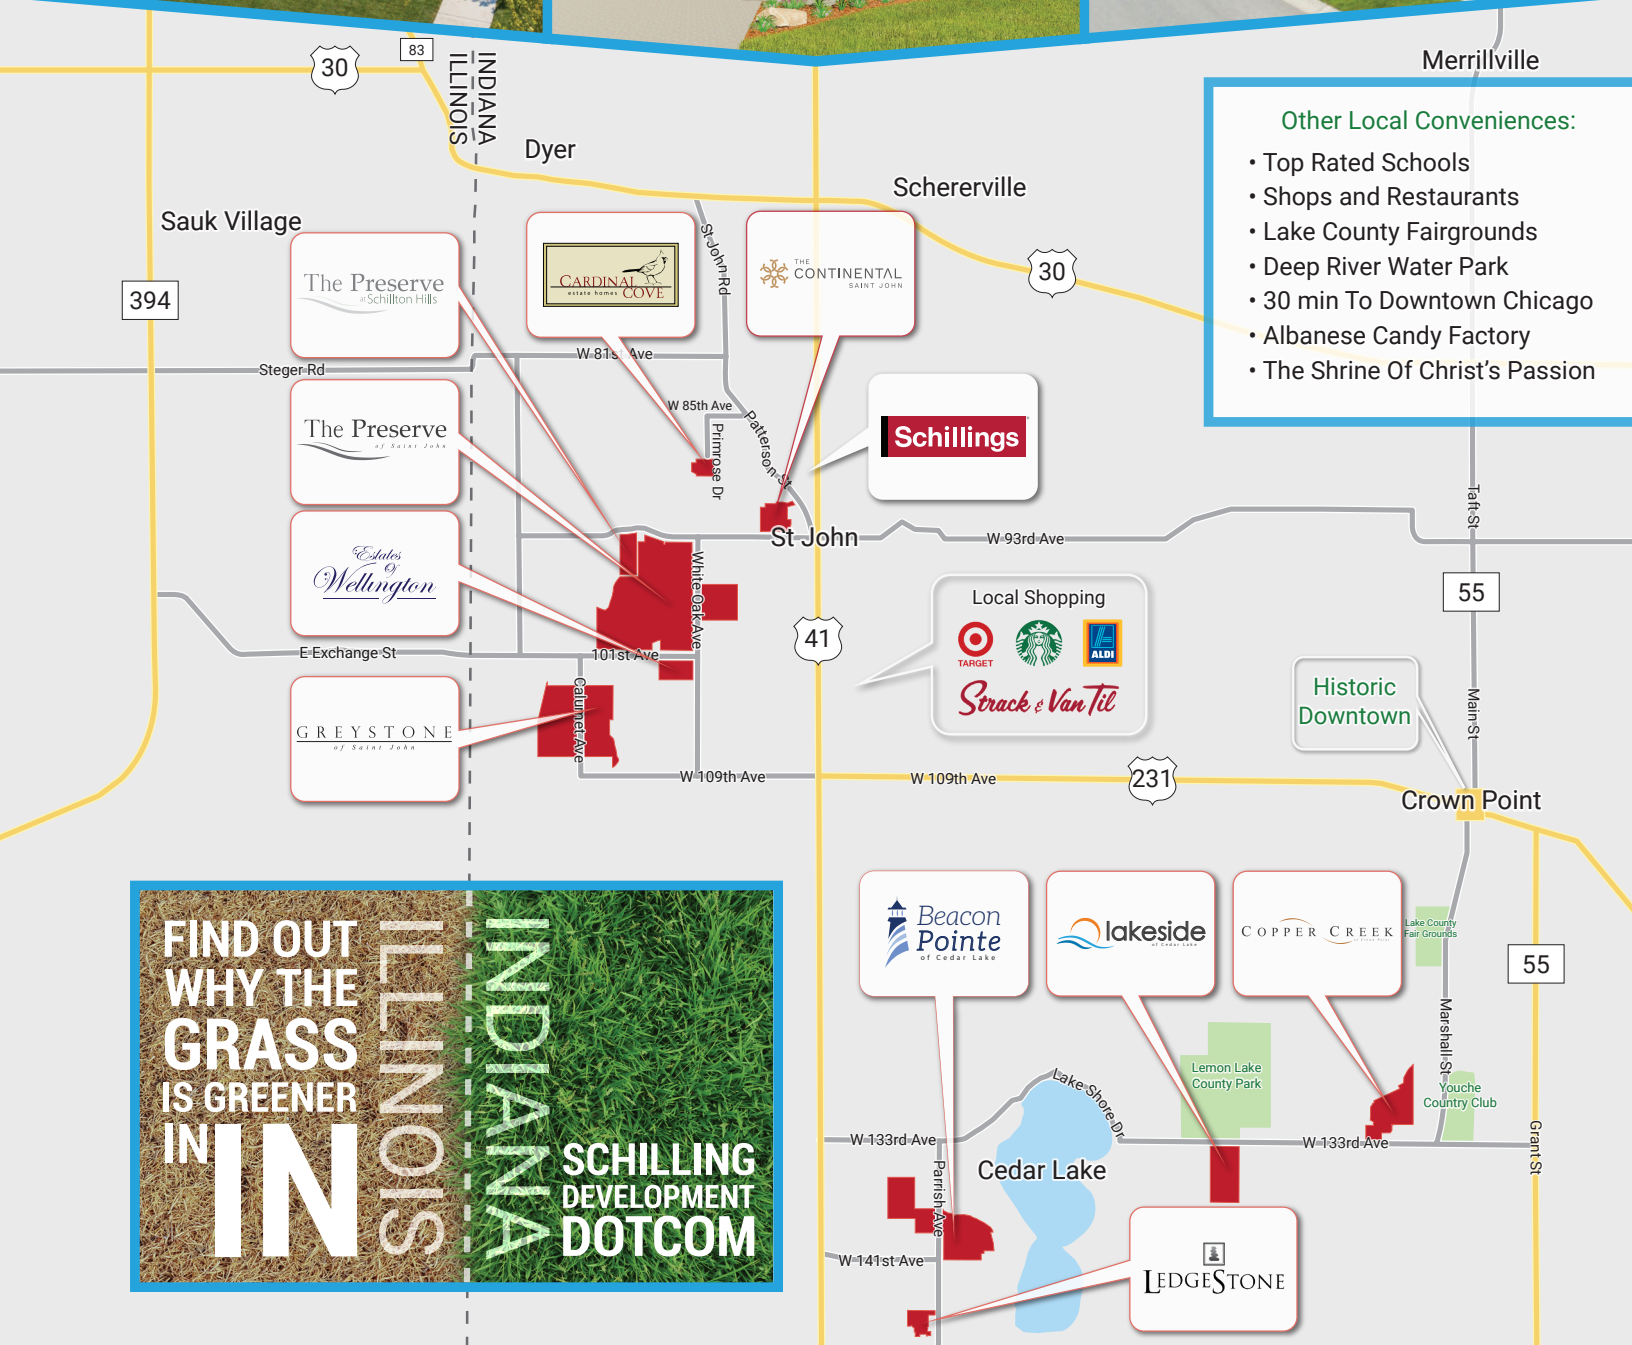 83
30
INDIANA
ILLINOIS
Merrillville
Dyer
Other Local Conveniences:
• Top Rated Schools
• Shops and Restaurants
• Lake County Fairgrounds
• Deep River Water Park
• 30 min To Downtown Chicago
• Albanese Candy Factory
• The Shrine Of Christ's Passion
Schererville
Sauk Village
St John Rd
The Preserve
at Schillton Hills
CARDINAL
estate homes COVE
THE
CONTINENTAL
SAINT JOHN
30
394
W 81st Ave
Steger Rd
W 85th Ave
Primrose Dr
Patterson St
The Preserve
of Saint John
Schillings
Taft St
St John
W 93rd Ave
Estates
Of
Wellington
White Oak Ave
55
Local Shopping
TARGET
ALDI
Strack & Van Til
41
E Exchange St
101st Ave
Calumet Ave
GREYSTONE
of Saint John
Historic
Downtown
Main St
W 109th Ave
W 109th Ave
231
Crown Point
FIND OUT
WHY THE
GRASS
IS GREENER
IN IN
ILLINOIS
INDIANA
SCHILLING
DEVELOPMENT
DOTCOM
Beacon
Pointe
of Cedar Lake
lakeside
of Cedar Lake
COPPER CREEK
Lake County
Fair Grounds
55
Marshall St
Lemon Lake
County Park
Youche
Country Club
Lake Shore Dr
W 133rd Ave
W 133rd Ave
Grant St
Parrish Ave
Cedar Lake
W 141st Ave
LEDGESTONE